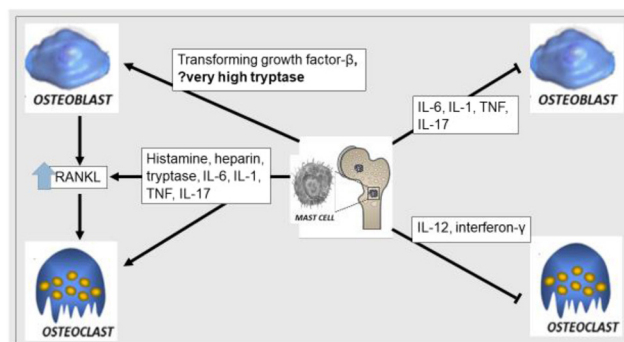 OSTEOBLAST
Transforming growth factor-β,
?very high tryptase
OSTEOBLAST
IL-6, IL-1, TNF,
IL-17
RANKL
Histamine, heparin,
tryptase, IL-6, IL-1,
TNF, IL-17
MAST CELL
IL-12, interferon-γ
OSTEOCLAST
OSTEOCLAST